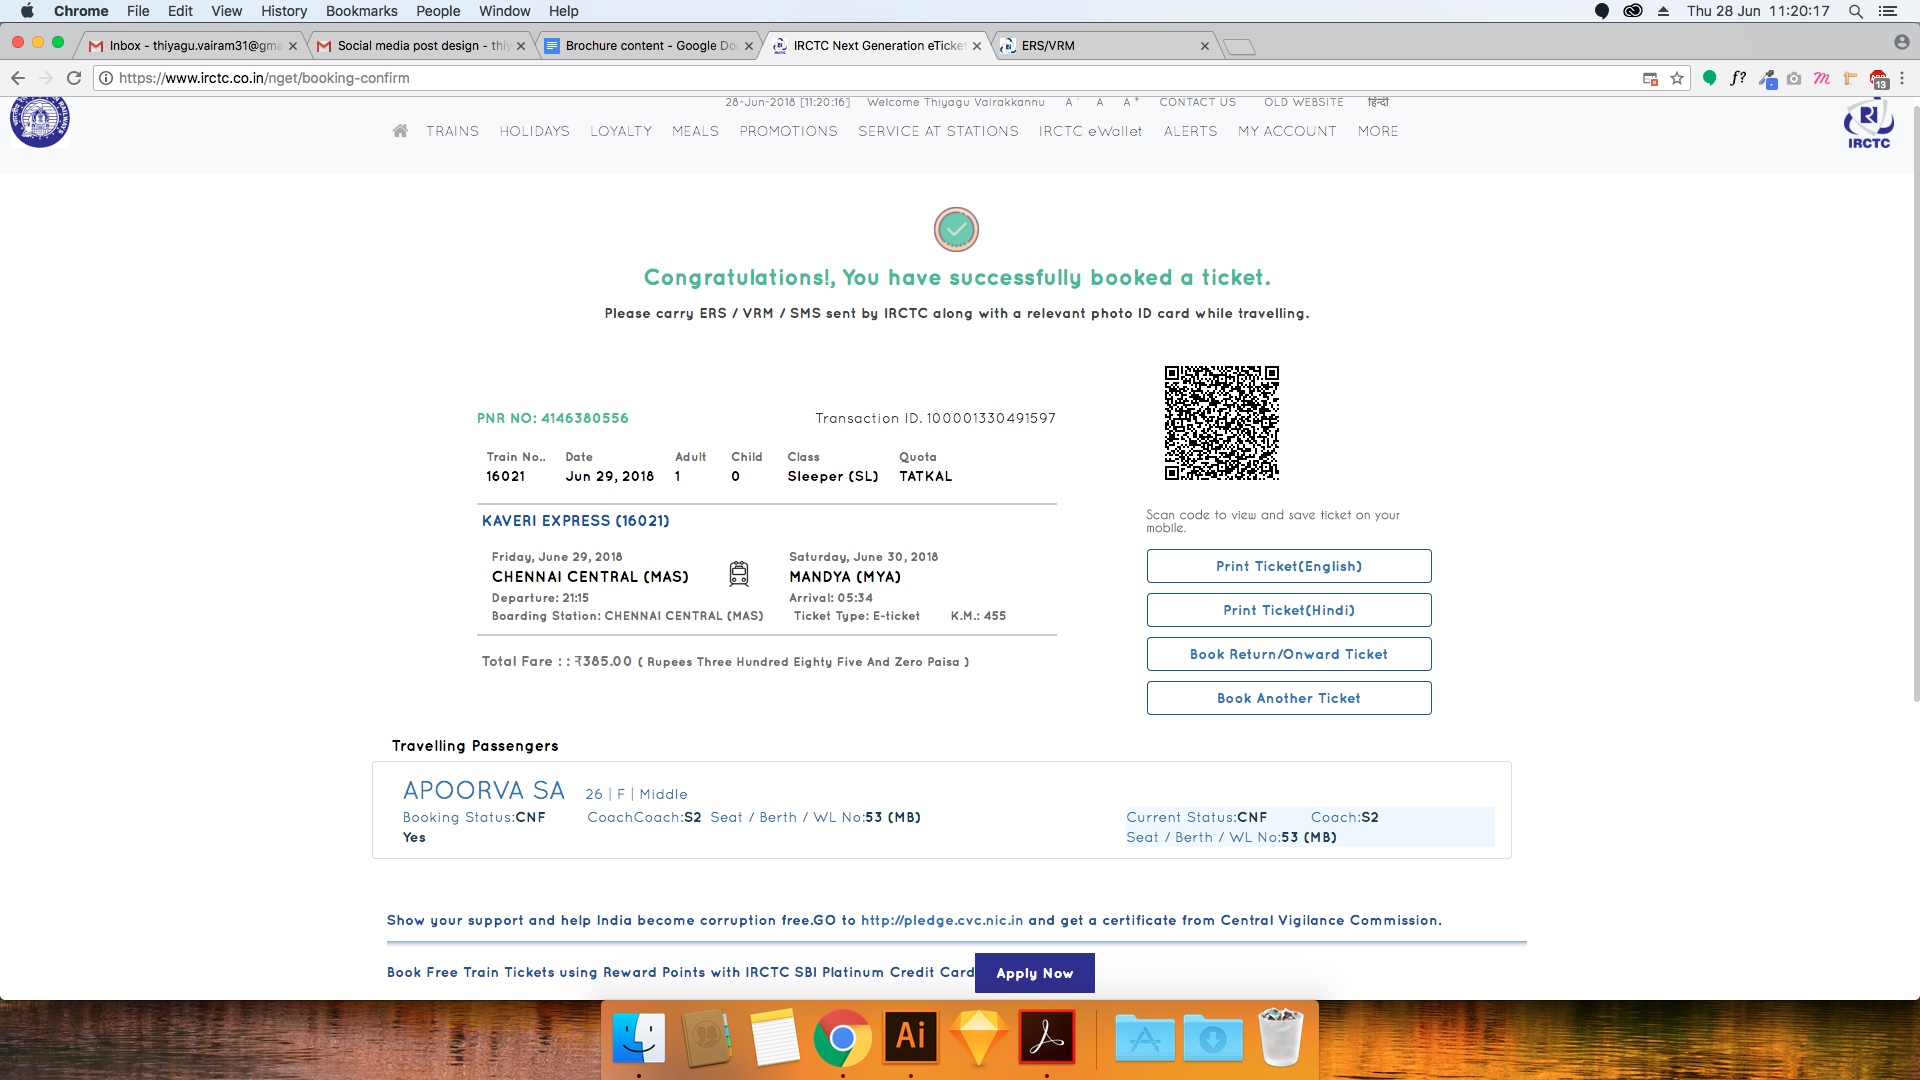 Chrome File Edit View History Bookmarks People Window Help Thu 28 Jun 11:20:17
Inbox - thiyagu.vairam31@gma Social media post design - thiy Brochure content - Google Doc IRCTC Next Generation eTicket ERS/VRM
https://www.irctc.co.in/nget/booking-confirm
13
28-Jun-2018 [11:20:16] Welcome Thiyagu Vairakkannu A - A A + CONTACT US OLD WEBSITE हिन्दी
TRAINS HOLIDAYS LOYALTY MEALS PROMOTIONS SERVICE AT STATIONS IRCTC eWallet ALERTS MY ACCOUNT MORE
IRCTC
Congratulations!, You have successfully booked a ticket.
Please carry ERS / VRM / SMS sent by IRCTC along with a relevant photo ID card while travelling.
PNR NO: 4146380556 Transaction ID. 100001330491597
Train No.. Date Adult Child Class Quota
16021 Jun 29, 2018 1 0 Sleeper (SL) TATKAL
KAVERI EXPRESS (16021)
Friday, June 29, 2018 Saturday, June 30, 2018
CHENNAI CENTRAL (MAS) MANDYA (MYA)
Departure: 21:15 Arrival: 05:34
Boarding Station: CHENNAI CENTRAL (MAS) Ticket Type: E-ticket K.M.: 455
Total Fare : : ₹385.00 ( Rupees Three Hundred Eighty Five And Zero Paisa )
Scan code to view and save ticket on your
mobile.
Print Ticket(English)
Print Ticket(Hindi)
Book Return/Onward Ticket
Book Another Ticket
Travelling Passengers
APOORVA SA 26 | F | Middle
Booking Status:CNF CoachCoach:S2 Seat / Berth / WL No:53 (MB) Current Status:CNF Coach:S2
Yes Seat / Berth / WL No:53 (MB)
Show your support and help India become corruption free.GO to http://pledge.cvc.nic.in and get a certificate from Central Vigilance Commission.
Book Free Train Tickets using Reward Points with IRCTC SBI Platinum Credit Card Apply Now
Ai